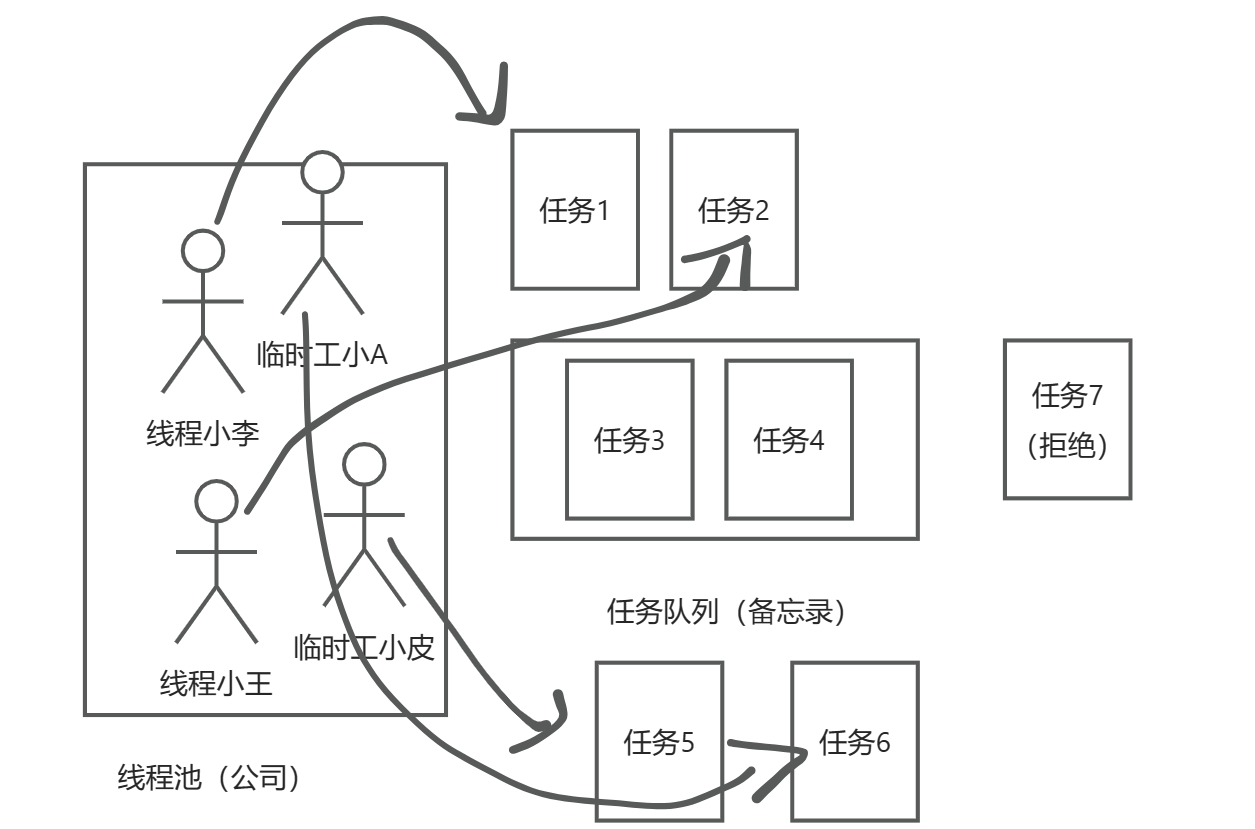 任务1
任务2
临时工小A
线程小李
任务3
任务4
任务7
（拒绝）
任务队列（备忘录）
临时工小皮
线程小王
任务5
任务6
线程池（公司）